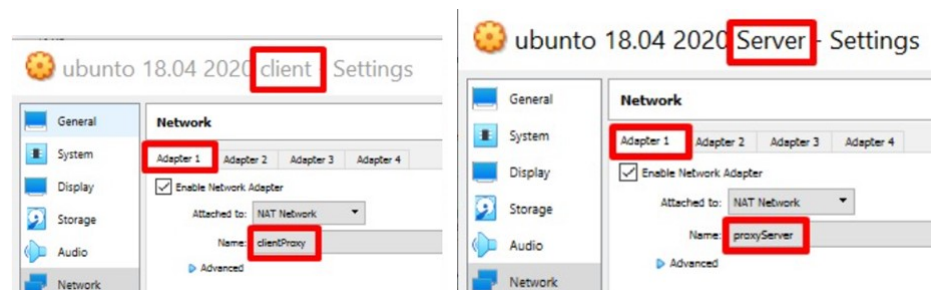 ubunto 18.04 2020 client - Settings
General
System
Display
Storage
Audio
Network
Network
Adapter 1 Adapter 2 Adapter 3 Adapter 4
Enable Network Adapter
Attached to: NAT Network
Name: clientProxy
Advanced
ubunto 18.04 2020 Server - Settings
General
System
Display
Storage
Audio
Network
Network
Adapter 1 Adapter 2 Adapter 3 Adapter 4
Enable Network Adapter
Attached to: NAT Network
Name: proxyServer
Advanced